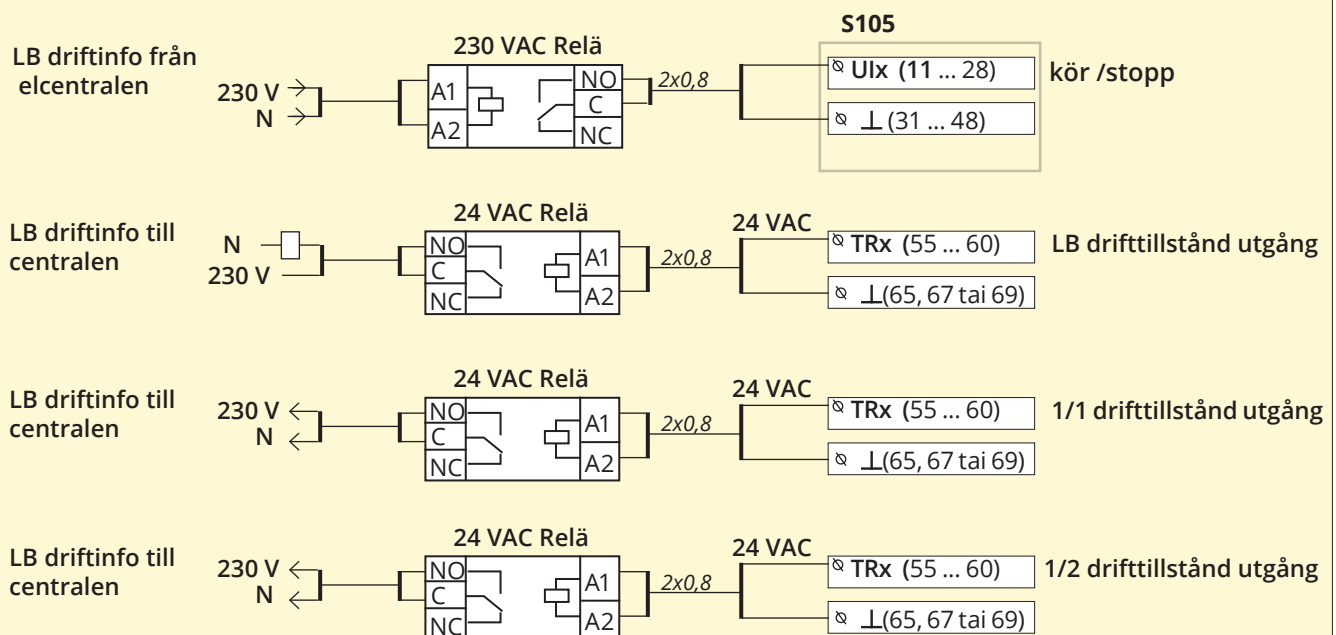 S105
230 VAC Relä
LB driftinfo från
elcentralen
230 V
N
A1
A2
NO
C
NC
2x0,8
UIx (11 ... 28)
⊥ (31 ... 48)
kör /stopp
24 VAC Relä
LB driftinfo till
centralen
N
230 V
NO
C
NC
A1
A2
2x0,8
24 VAC
TRx (55 ... 60)
⊥(65, 67 tai 69)
LB drifttillstånd utgång
24 VAC Relä
LB driftinfo till
centralen
230 V
N
NO
C
NC
A1
A2
2x0,8
24 VAC
TRx (55 ... 60)
⊥(65, 67 tai 69)
1/1 drifttillstånd utgång
24 VAC Relä
LB driftinfo till
centralen
230 V
N
NO
C
NC
A1
A2
2x0,8
24 VAC
TRx (55 ... 60)
⊥(65, 67 tai 69)
1/2 drifttillstånd utgång